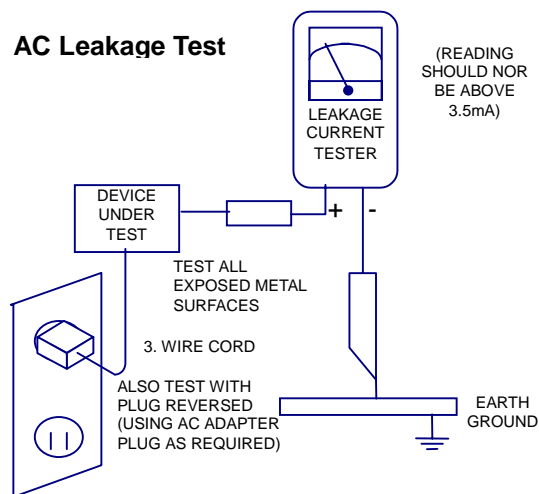 AC Leakage Test
(READING
SHOULD NOR
BE ABOVE
3.5mA)
LEAKAGE
CURRENT
TESTER
DEVICE
UNDER
TEST
+ -
TEST ALL
EXPOSED METAL
SURFACES
3. WIRE CORD
ALSO TEST WITH
PLUG REVERSED
(USING AC ADAPTER
PLUG AS REQUIRED)
EARTH
GROUND